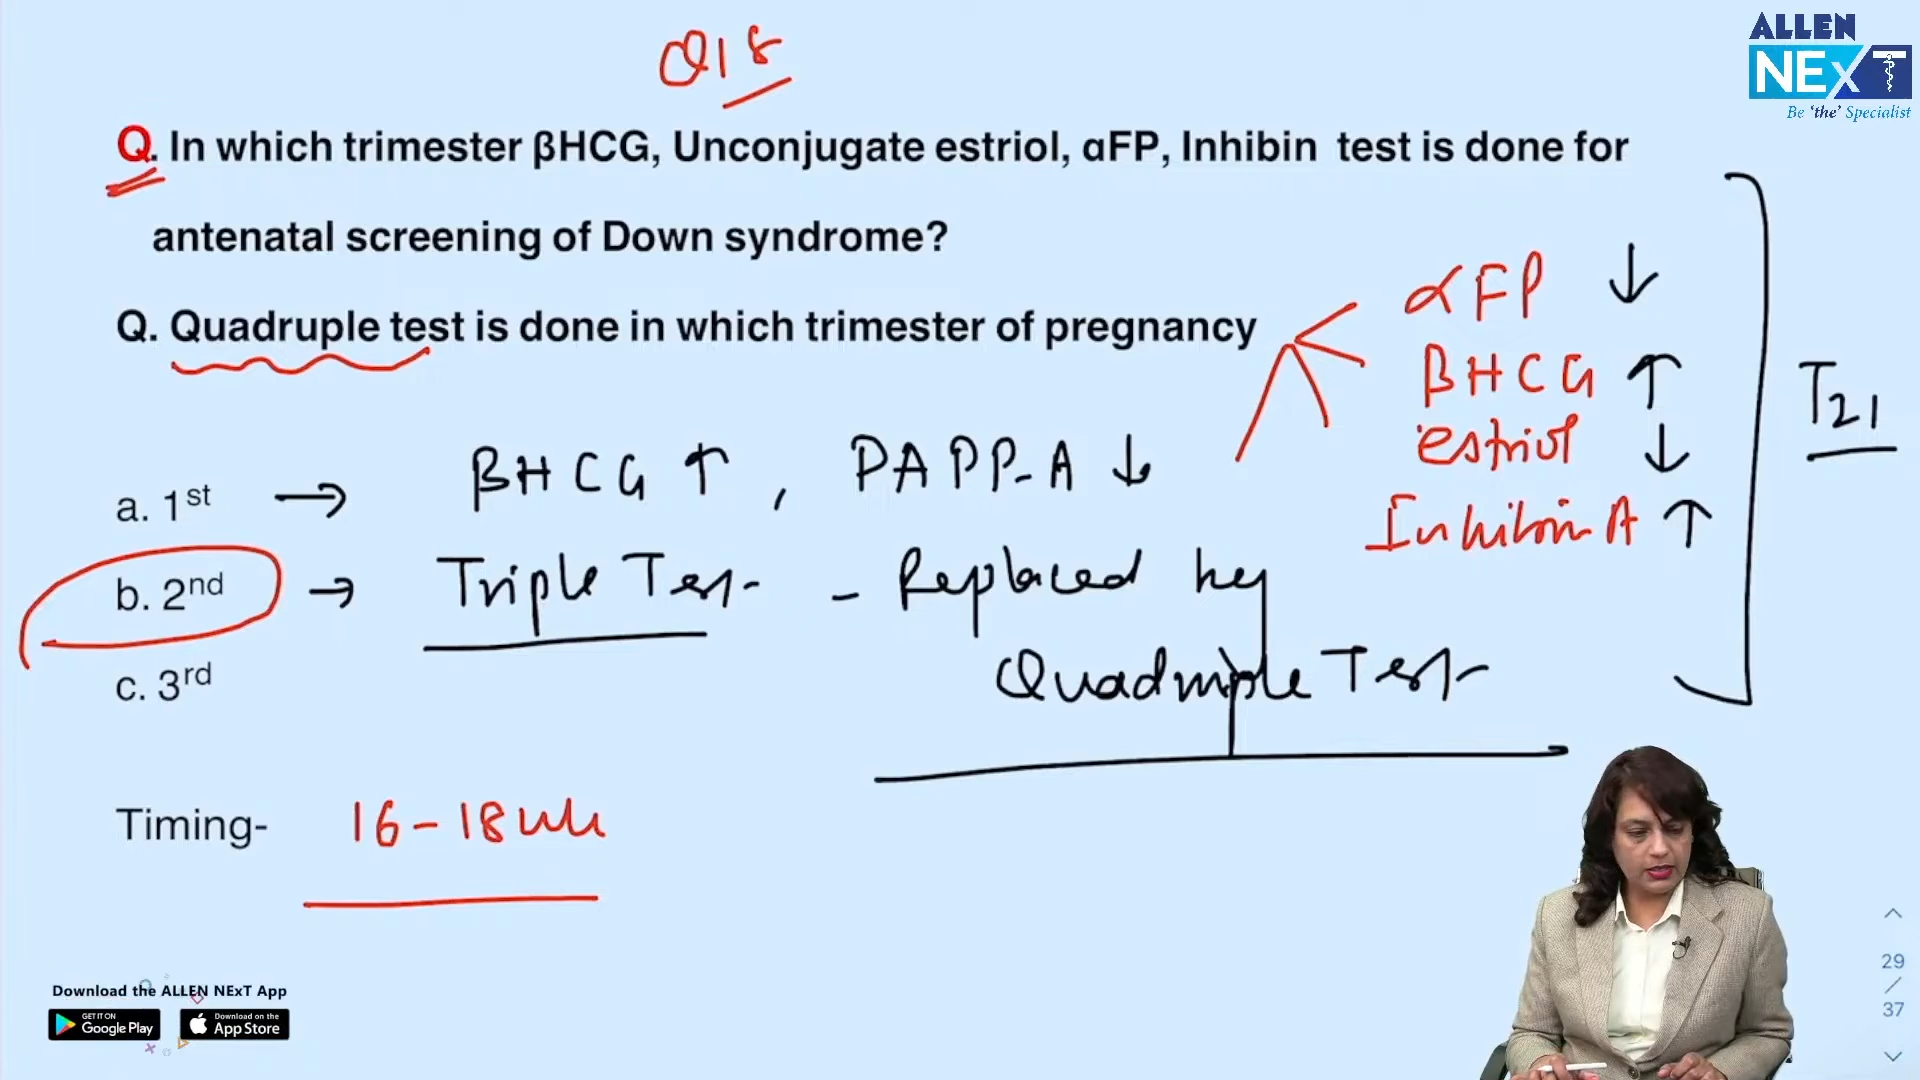 Q18
ALLEN
NExT
Be 'the' Specialist
Q. In which trimester βHCG, Unconjugate estriol, αFP, Inhibin test is done for
antenatal screening of Down syndrome?
Q. Quadruple test is done in which trimester of pregnancy
αFP ↓
βHCG ↑
estriol ↓
Inhibin A ↑
T21
a. 1st → βHCG ↑, PAPP-A ↓
b. 2nd → Triple Test - Replaced by
Quadruple Test
c. 3rd
Timing- 16-18wk
Download the ALLEN NExT App
GET IT ON
Google Play
Download on the
App Store
29
/
37